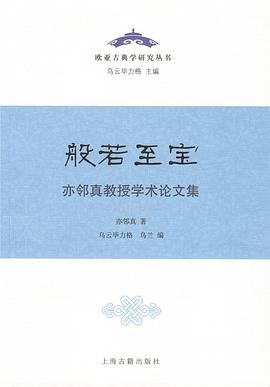 欧亚古典学研究丛书
乌云毕力格 主编
般若至宝
亦邻真教授学术论文集
亦邻真 著
乌云毕力格 乌兰 编
上海古籍出版社